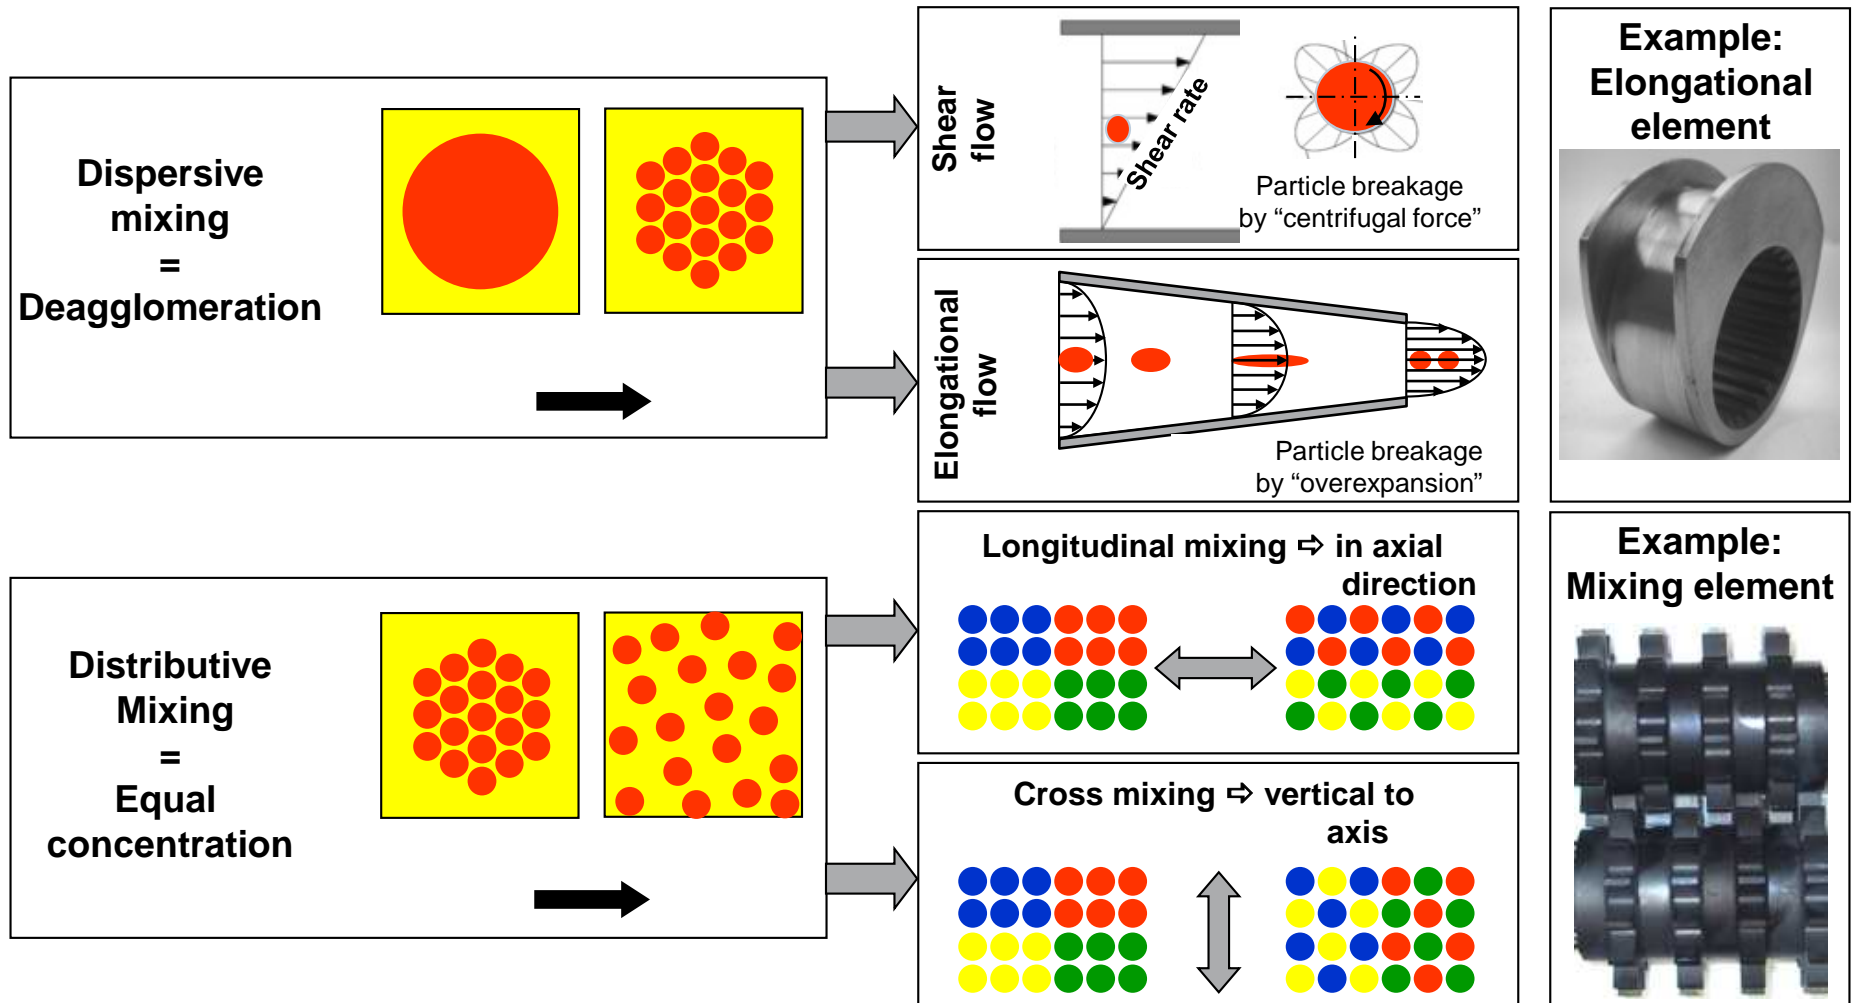 Dispersive
mixing
=
Deagglomeration
Shear
flow
Shear rate
Particle breakage
by “centrifugal force”
Elongational
flow
Particle breakage
by “overexpansion”
Example:
Elongational
element
Distributive
Mixing
=
Equal
concentration
Longitudinal mixing ⇨ in axial
direction
Cross mixing ⇨ vertical to
axis
Example:
Mixing element